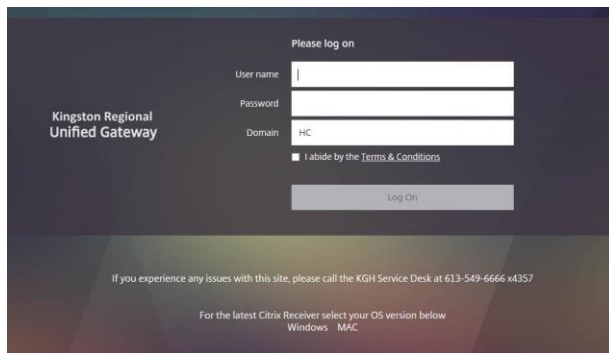 Please log on
User name
Password
Kingston Regional
Unified Gateway
Domain HC
I abide by the Terms & Conditions
Log On
If you experience any issues with this site, please call the KGH Service Desk at 613-549-6666 x4357
For the latest Citrix Receiver select your OS version below
Windows MAC